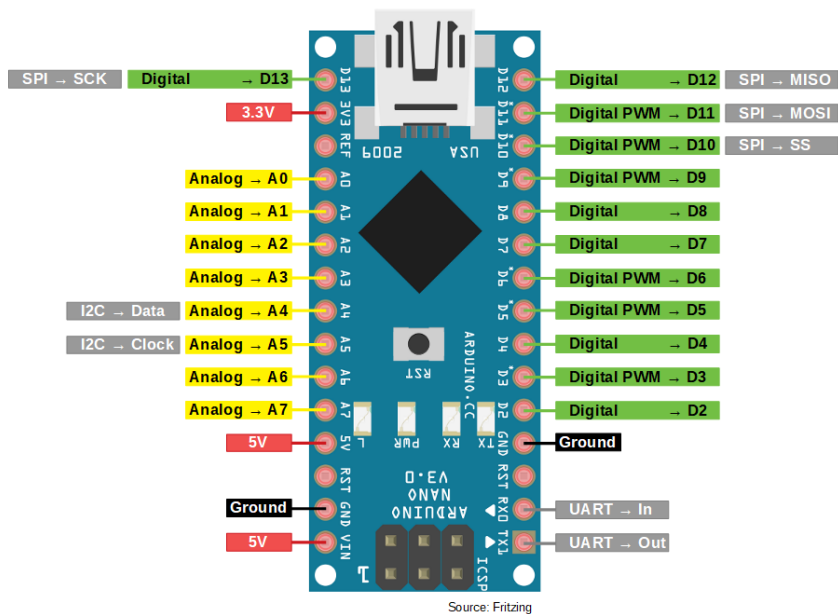 SPI → SCK
Digital → D13
3.3V
Analog → A0
Analog → A1
Analog → A2
Analog → A3
I2C → Data
Analog → A4
I2C → Clock
Analog → A5
Analog → A6
Analog → A7
5V
Ground
5V
D13
3V3
REF
A0
A1
A2
A3
A4
A5
A6
A7
5V
RST
GND
VIN
2009
USA
RST
ARDUINO.CC
L
PWR
RX
TX
ARDUINO
NANO
V3.0
1
ICSP
D12
D11*
D10*
D9*
D8
D7
D6*
D5*
D4
D3*
D2
GND
RST
RX0
TX1
Digital → D12
SPI → MISO
Digital PWM → D11
SPI → MOSI
Digital PWM → D10
SPI → SS
Digital PWM → D9
Digital → D8
Digital → D7
Digital PWM → D6
Digital PWM → D5
Digital → D4
Digital PWM → D3
Digital → D2
Ground
UART → In
UART → Out
Source: Fritzing